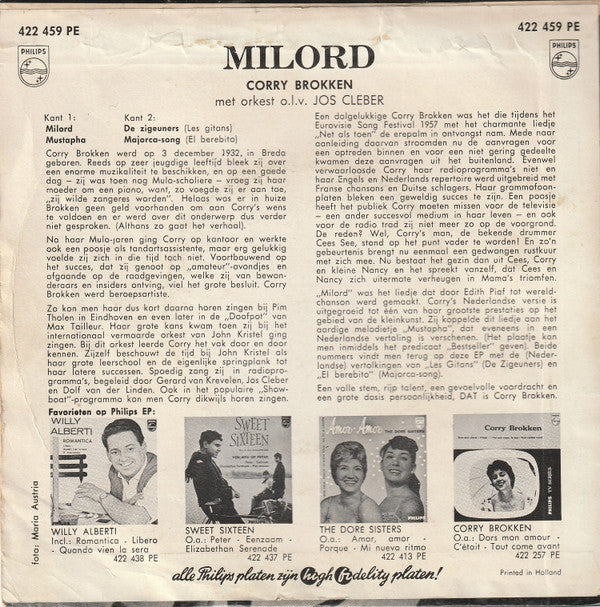 422 459 PE
422 459 PE
PHILIPS
PHILIPS
MILORD
CORRY BROKKEN
met orkest o.l.v. JOS CLEBER
Kant 1: Kant 2:
Milord De zigeuners (Les gitans)
Mustapha Majorca-song (El berebito)
Corry Brokken werd op 3 december 1932, in Breda
geboren. Reeds op zeer jeugdige leeftijd bleek zij over
een enorme muzikaliteit te beschikken, en op een goede
dag – zij was toen nog Mulo-scholiere – vroeg zij haar
moeder om een piano, want, zo voegde zij er aan toe,
„zij wilde zangeres worden". Helaas was er in huize
Brokken geen geld voorhanden om aan Corry's wens
te voldoen en er werd over dit onderwerp dus verder
niet gesproken. (Althans zo gaat het verhaal).
Na haar Mulo-jaren ging Corry op kantoor en werkte
ook een poosje als tandartsassistente, maar erg gelukkig
voelde zij zich in die tijd toch niet. Voortbouwend
op het succes, dat zij genoot op „amateur"-avondjes en
afgaande op de raadgevingen, welke zij van bewon-
deraars en insiders ontving, viel het grote besluit. Corry
Brokken werd beroepsartiste.
Zo kon men haar dus kort daarna horen zingen bij Pim
Tholen in Eindhoven en even later in de „Doofpot" van
Max Tailleur. Haar grote kans kwam toen zij bij het
internationaal vermaarde orkest van John Kristel ging
zingen. Bij dit orkest leerde Corry het vak door en door
kennen. Zijzelf beschouwt de tijd bij John Kristel als
haar grote leerschool en de eigenlijke springplank tot
haar latere successen. Spoedig zong zij in radiopro-
gramma's, begeleid door Gerard van Krevelen, Jos Cleber
en Dolf van der Linden. Ook in het populaire „Show-
boat"-programma kon men Corry dikwijls horen zingen.
Een dolgelukkige Corry Brokken was het die tijdens het
Eurovisie Song Festival 1957 met het charmante liedje
„Net als toen" de erepalm in ontvangst nam. Mede naar
aanleiding daarvan stroomden nu de aanvragen voor
een optreden binnen en voor een niet gering gedeelte
kwamen deze aanvragen uit het buitenland. Evenwel
verwaarloosde Corry haar radioprogramma's niet en
haar Engels en Nederlands repertoire werd uitgebreid met
Franse chansons en Duitse schlagers. Haar grammofoon-
platen bleken een geweldig succes te zijn. Een poosje
heeft het publiek Corry moeten missen voor de televisie
– een ander succesvol medium in haar leven – en ook
voor de radio trad zij niet meer zo op de voorgrond.
De reden? Wel, Corry's man, de bekende drummer
Cees See, stond op het punt vader te worden! En zo'n
gebeurtenis brengt nu eenmaal een gedwongen rustkuur
met zich mee. Nu bestaat het gezin dan uit Cees, Corry
en kleine Nancy en het spreekt vanzelf, dat Cees en
Nancy zich uitermate verheugen in Mama's triomfen.
„Milord" was het liedje dat door Edith Piaf tot wereld-
chanson werd gemaakt. Corry's Nederlandse versie is
uitgegroeid tot één van haar grootste prestaties op het
gebied van de kleinkunst. Zij koppelde dit liedje aan het
aardige melodietje „Mustapha", dat eveneens in een
Nederlandse vertaling is verschenen. (Het plaatje kan
men inmiddels het predicaat „Bestseller" geven). Beide
nummers vindt men terug op deze EP met de (Neder-
landse) vertalingen van „Les Gitans" (De Zigeuners) en
„El berebito" (Majorca-song).
Een volle stem, rijp talent, een gevoelvolle voordracht en
een grote dosis persoonlijkheid, DAT is Corry Brokken.
Favorieten op Philips EP:
WILLY
ALBERTI
ROMANTICA
SWEET
SIXTEEN
Amor - Amor
THE DORE SISTERS
Corry Brokken
PHILIPS TV SERIES
foto: Maria Austria
WILLY ALBERTI
Incl.: Romantica - Libero
- Quando vien la sera
422 438 PE
SWEET SIXTEEN
O.a.: Peter - Eenzaam -
Elizabethan Serenade
422 437 PE
THE DORE SISTERS
O.a.: Amor, amor -
Porque - Mi nuevo ritmo
422 413 PE
CORRY BROKKEN
O.a.: Dors mon amour -
C'était - Tout comme avant
422 257 PE
alle Philips platen zijn high fidelity platen!
Printed in Holland